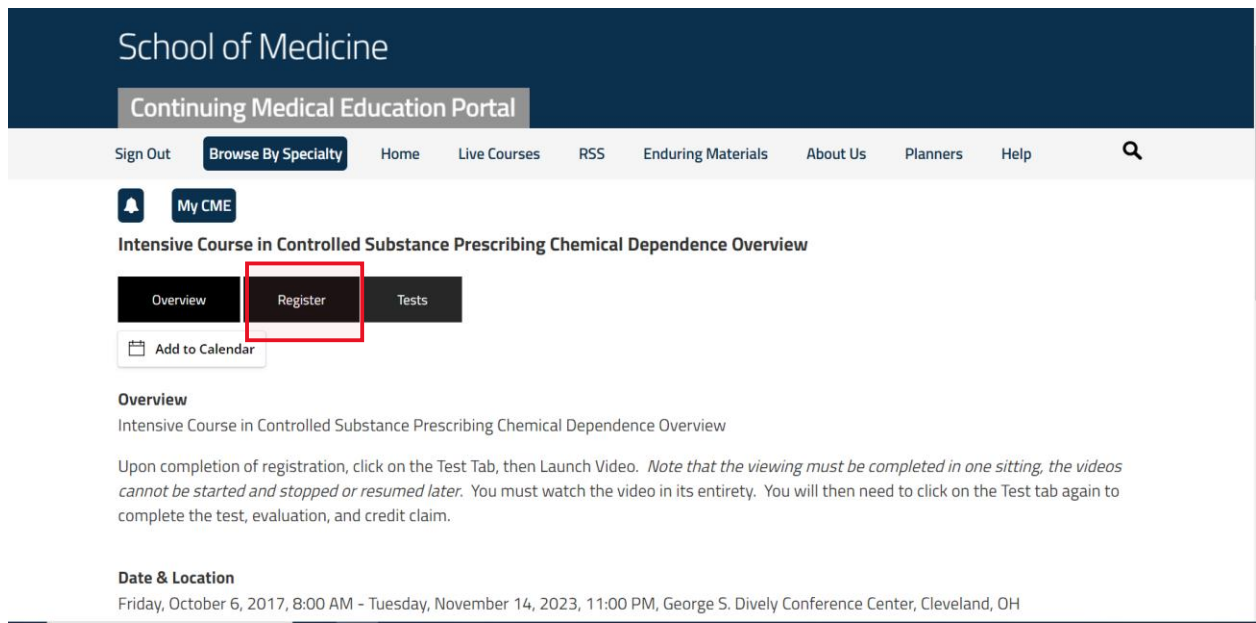 School of Medicine
Continuing Medical Education Portal
Sign Out Browse By Specialty Home Live Courses RSS Enduring Materials About Us Planners Help
My CME
Intensive Course in Controlled Substance Prescribing Chemical Dependence Overview
Overview Register Tests
Add to Calendar
Overview
Intensive Course in Controlled Substance Prescribing Chemical Dependence Overview
Upon completion of registration, click on the Test Tab, then Launch Video. Note that the viewing must be completed in one sitting, the videos
cannot be started and stopped or resumed later. You must watch the video in its entirety. You will then need to click on the Test tab again to
complete the test, evaluation, and credit claim.
Date & Location
Friday, October 6, 2017, 8:00 AM - Tuesday, November 14, 2023, 11:00 PM, George S. Dively Conference Center, Cleveland, OH